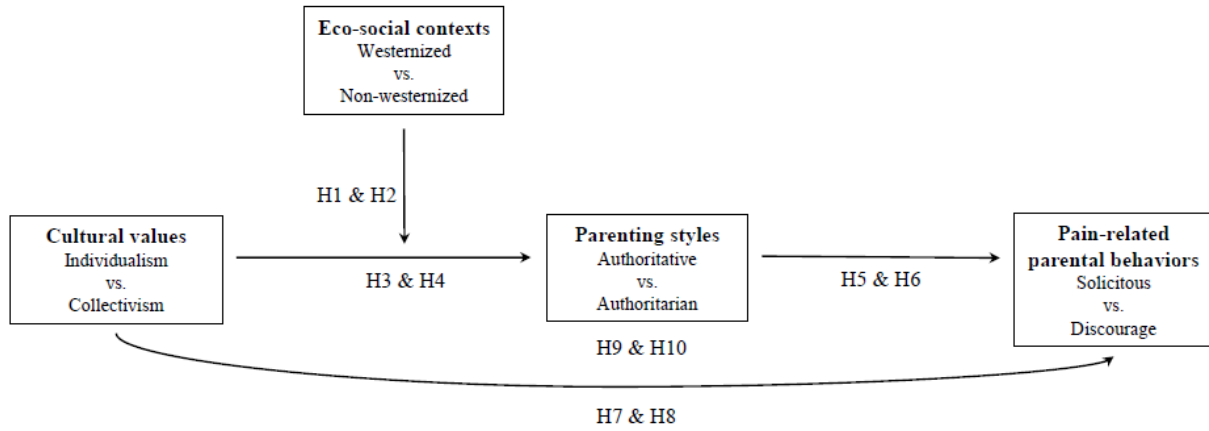 Eco-social contexts
Westernized
vs.
Non-westernized
H1 & H2
Cultural values
Individualism
vs.
Collectivism
H3 & H4
Parenting styles
Authoritative
vs.
Authoritarian
H5 & H6
Pain-related
parental behaviors
Solicitous
vs.
Discourage
H9 & H10
H7 & H8